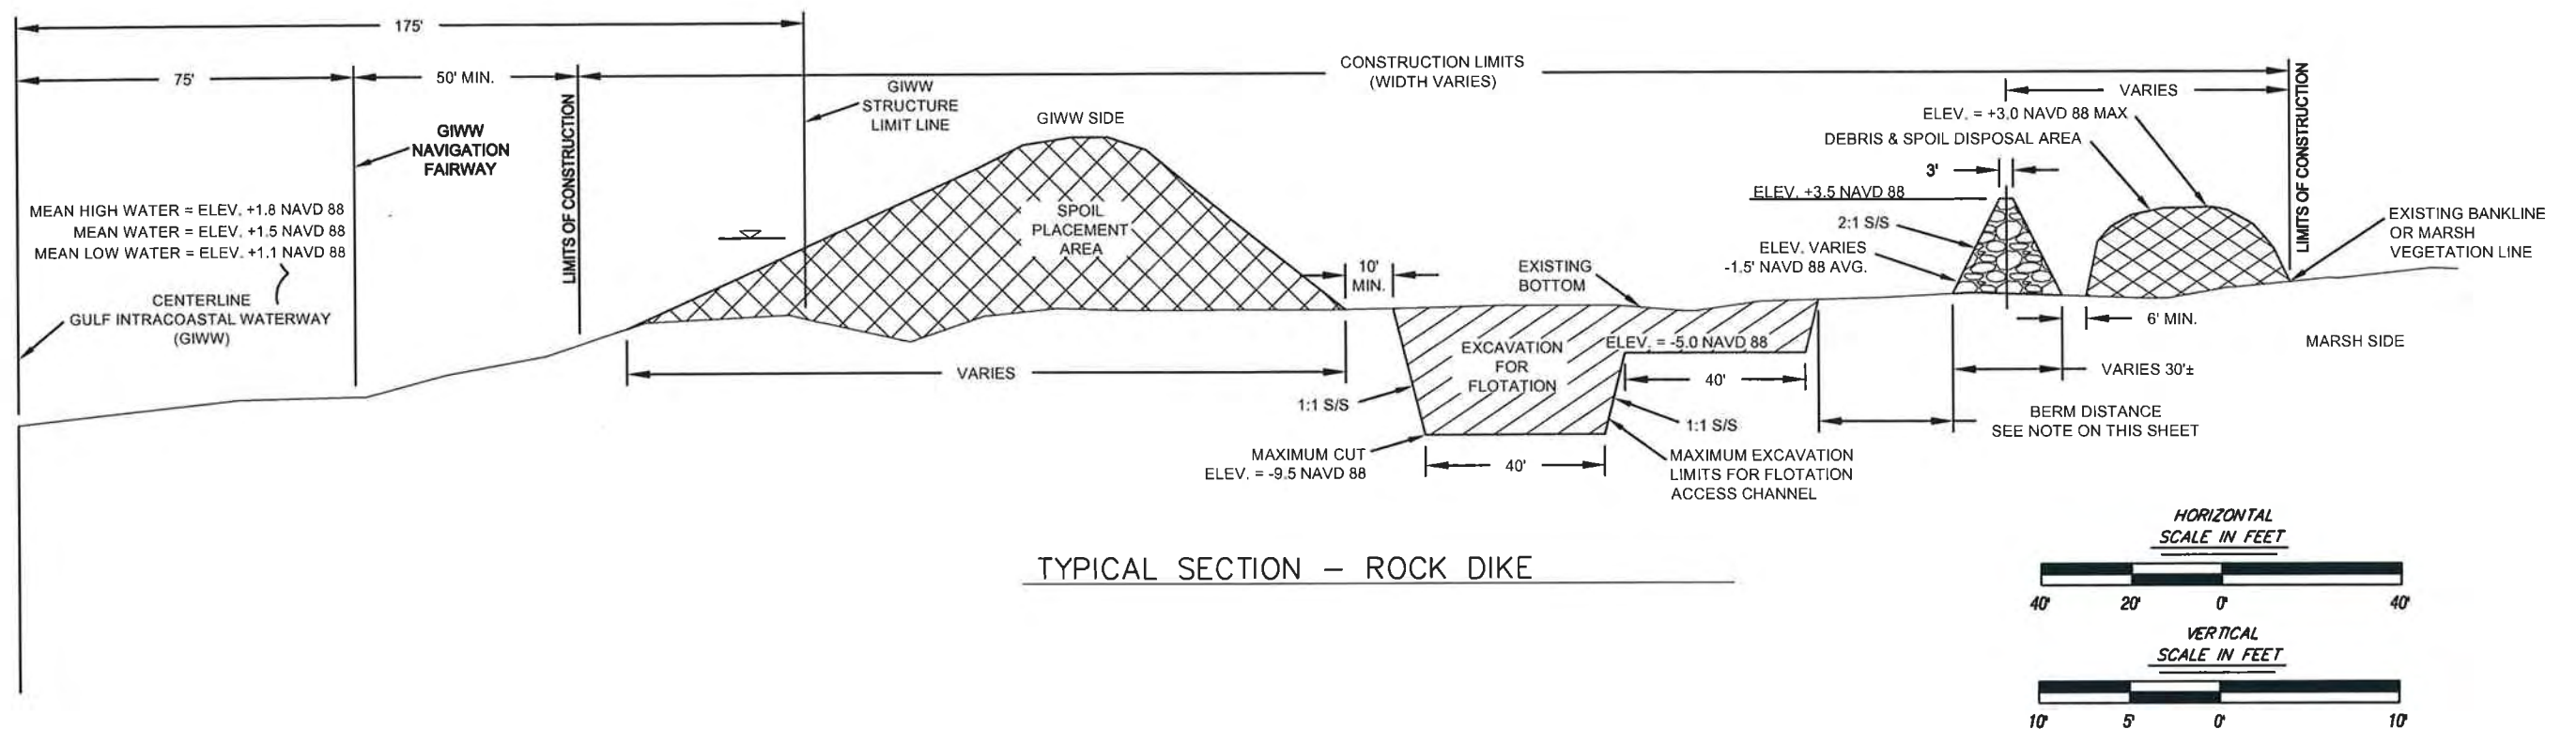 175'
75'
50' MIN.
CONSTRUCTION LIMITS
(WIDTH VARIES)
VARIES
GIWW
STRUCTURE
LIMIT LINE
GIWW SIDE
ELEV. = +3.0 NAVD 88 MAX
DEBRIS & SPOIL DISPOSAL AREA
LIMITS OF CONSTRUCTION
LIMITS OF CONSTRUCTION
GIWW
NAVIGATION
FAIRWAY
3'
ELEV. +3.5 NAVD 88
MEAN HIGH WATER = ELEV. +1.8 NAVD 88
MEAN WATER = ELEV. +1.5 NAVD 88
MEAN LOW WATER = ELEV. +1.1 NAVD 88
SPOIL
PLACEMENT
AREA
2:1 S/S
ELEV. VARIES
-1.5' NAVD 88 AVG.
EXISTING BANKLINE
OR MARSH
VEGETATION LINE
10'
MIN.
EXISTING
BOTTOM
CENTERLINE
GULF INTRACOASTAL WATERWAY
(GIWW)
6' MIN.
MARSH SIDE
EXCAVATION
FOR
FLOTATION
ELEV. = -5.0 NAVD 88
VARIES
40'
VARIES 30'±
1:1 S/S
1:1 S/S
BERM DISTANCE
SEE NOTE ON THIS SHEET
MAXIMUM CUT
ELEV. = -9.5 NAVD 88
40'
MAXIMUM EXCAVATION
LIMITS FOR FLOTATION
ACCESS CHANNEL
TYPICAL SECTION – ROCK DIKE
HORIZONTAL
SCALE IN FEET
40' 20' 0' 40'
VERTICAL
SCALE IN FEET
10' 5' 0' 10'